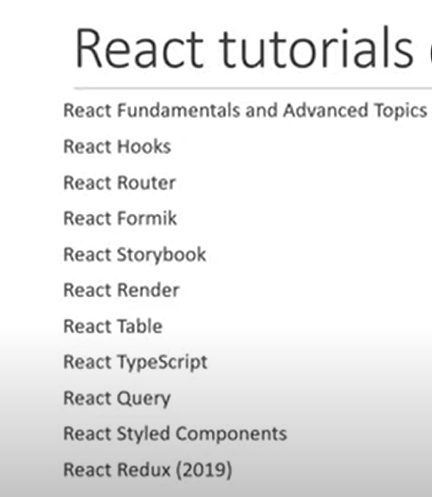 React tutorials
React Fundamentals and Advanced Topics
React Hooks
React Router
React Formik
React Storybook
React Render
React Table
React TypeScript
React Query
React Styled Components
React Redux (2019)